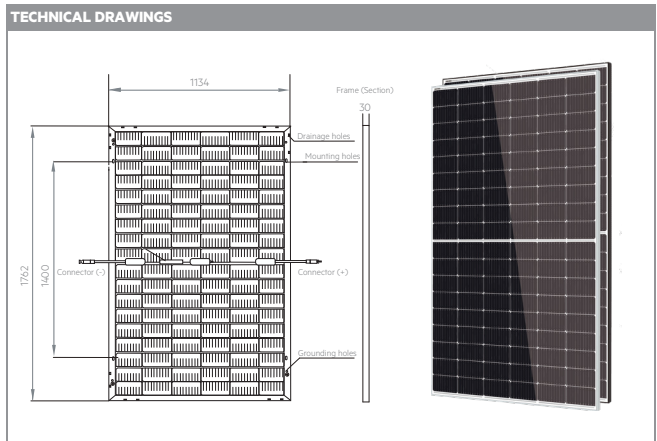 TECHNICAL DRAWINGS
1134
Frame (Section)
30
Drainage holes
Mounting holes
1762
1400
Connector (-)
Connector (+)
Grounding holes